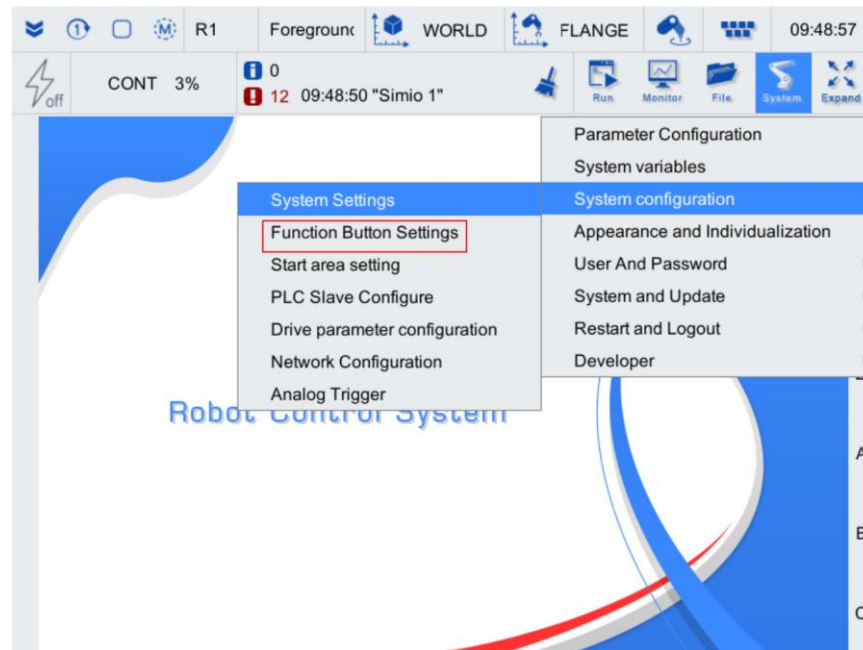 1 M R1 Foreground WORLD FLANGE 09:48:57
off CONT 3% i 0
! 12 09:48:50 "Simio 1"
Run Monitor File System Expand
Parameter Configuration
System variables
System Settings System configuration
Function Button Settings Appearance and Individualization
Start area setting User And Password
PLC Slave Configure System and Update
Drive parameter configuration Restart and Logout
Network Configuration Developer
Analog Trigger
Robot Control System